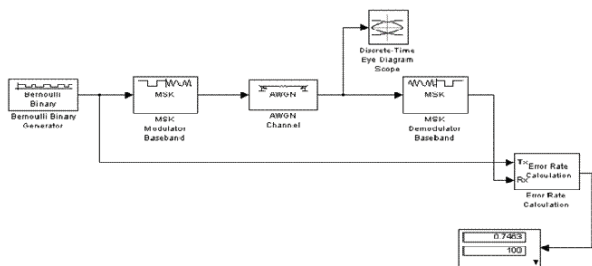 Discrete-Time
Eye Diagram
Scope
Bernoulli
Binary
Bernoulli Binary
Generator
MSK
MSK
Modulator
Baseband
AWGN
AWGN
Channel
MSK
MSK
Demodulator
Baseband
Tx
Rx
Error Rate
Calculation
Error Rate
Calculation
0.7463
100